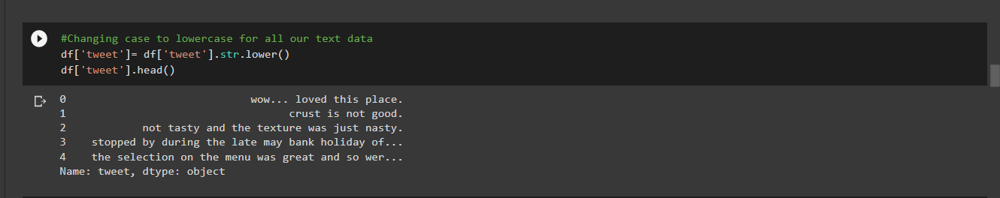 #Changing case to lowercase for all our text data
df['tweet']= df['tweet'].str.lower()
df['tweet'].head()
0                             wow... loved this place.
1                                   crust is not good.
2            not tasty and the texture was just nasty.
3    stopped by during the late may bank holiday of...
4    the selection on the menu was great and so wer...
Name: tweet, dtype: object